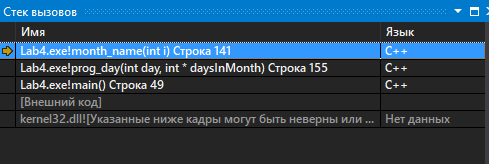 Стек вызовов
Имя Язык
Lab4.exe!month_name(int i) Строка 141 C++
Lab4.exe!prog_day(int day, int * daysInMonth) Строка 155 C++
Lab4.exe!main() Строка 49 C++
[Внешний код]
kernel32.dll![Указанные ниже кадры могут быть неверны или ... Нет данных